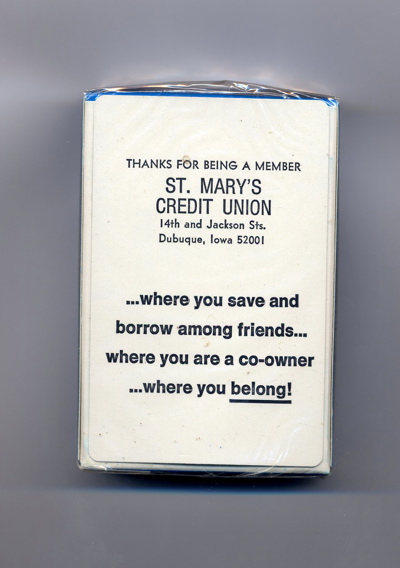 THANKS FOR BEING A MEMBER
ST. MARY'S
CREDIT UNION
14th and Jackson Sts.
Dubuque, Iowa 52001
...where you save and
borrow among friends...
where you are a co-owner
...where you belong!